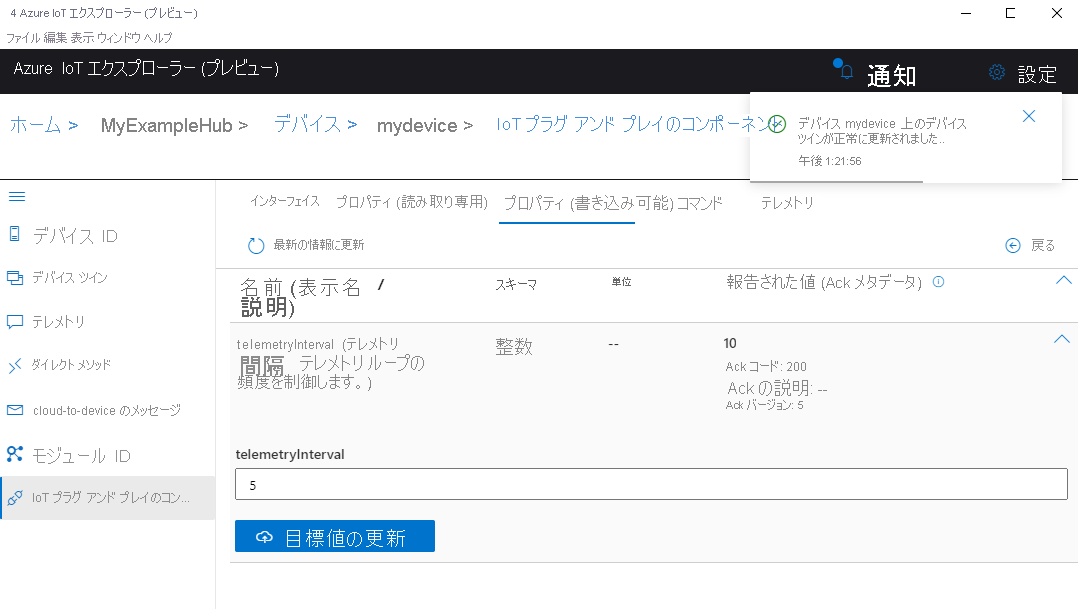 4 Azure IoT エクスプローラー (プレビュー)
ファイル 編集 表示 ウィンドウ ヘルプ
Azure IoT エクスプローラー (プレビュー)
通知
設定
ホーム > MyExampleHub > デバイス > mydevice > IoT プラグ アンド プレイのコンポーネン
デバイス mydevice 上のデバイス
ツインが正常に更新されました..
午後 1:21:56
インターフェイス プロパティ (読み取り専用) プロパティ (書き込み可能) コマンド テレメトリ
最新の情報に更新
戻る
デバイス ID
デバイス ツイン
テレメトリ
ダイレクト メソッド
cloud-to-device のメッセージ
モジュール ID
IoT プラグ アンド プレイのコン...
名前 (表示名 /
説明)
スキーマ
単位
報告された値 (Ack メタデータ)
telemetryInterval (テレメトリ
間隔 テレメトリ ループの
頻度を制御します。)
整数
--
10
Ack コード: 200
Ack の説明: --
Ack バージョン: 5
telemetryInterval
5
目標値の更新